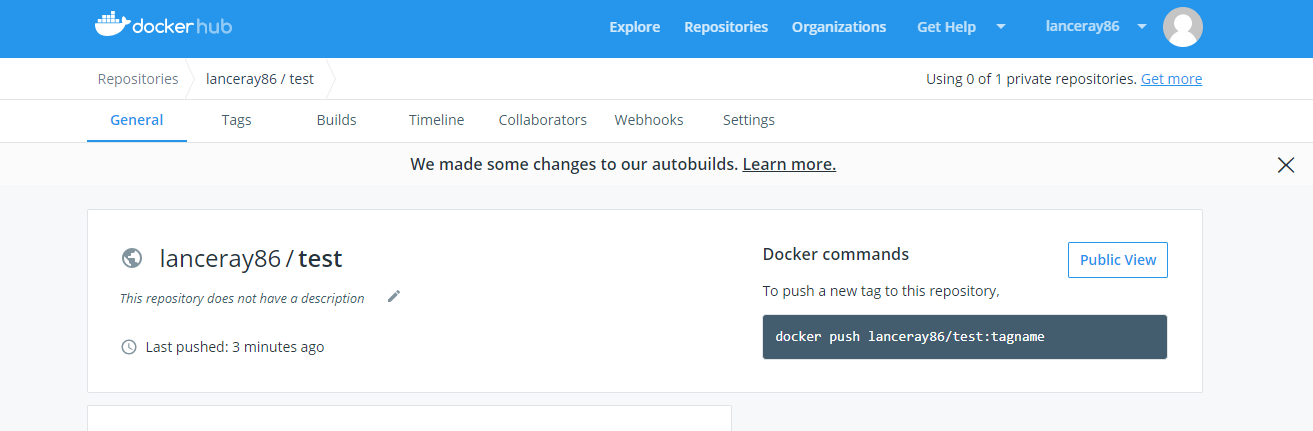 docker hub Explore Repositories Organizations Get Help lanceray86
Repositories lanceray86 / test Using 0 of 1 private repositories. Get more
General Tags Builds Timeline Collaborators Webhooks Settings
We made some changes to our autobuilds. Learn more.
lanceray86 / test
This repository does not have a description
Last pushed: 3 minutes ago
Docker commands
Public View
To push a new tag to this repository,
docker push lanceray86/test:tagname